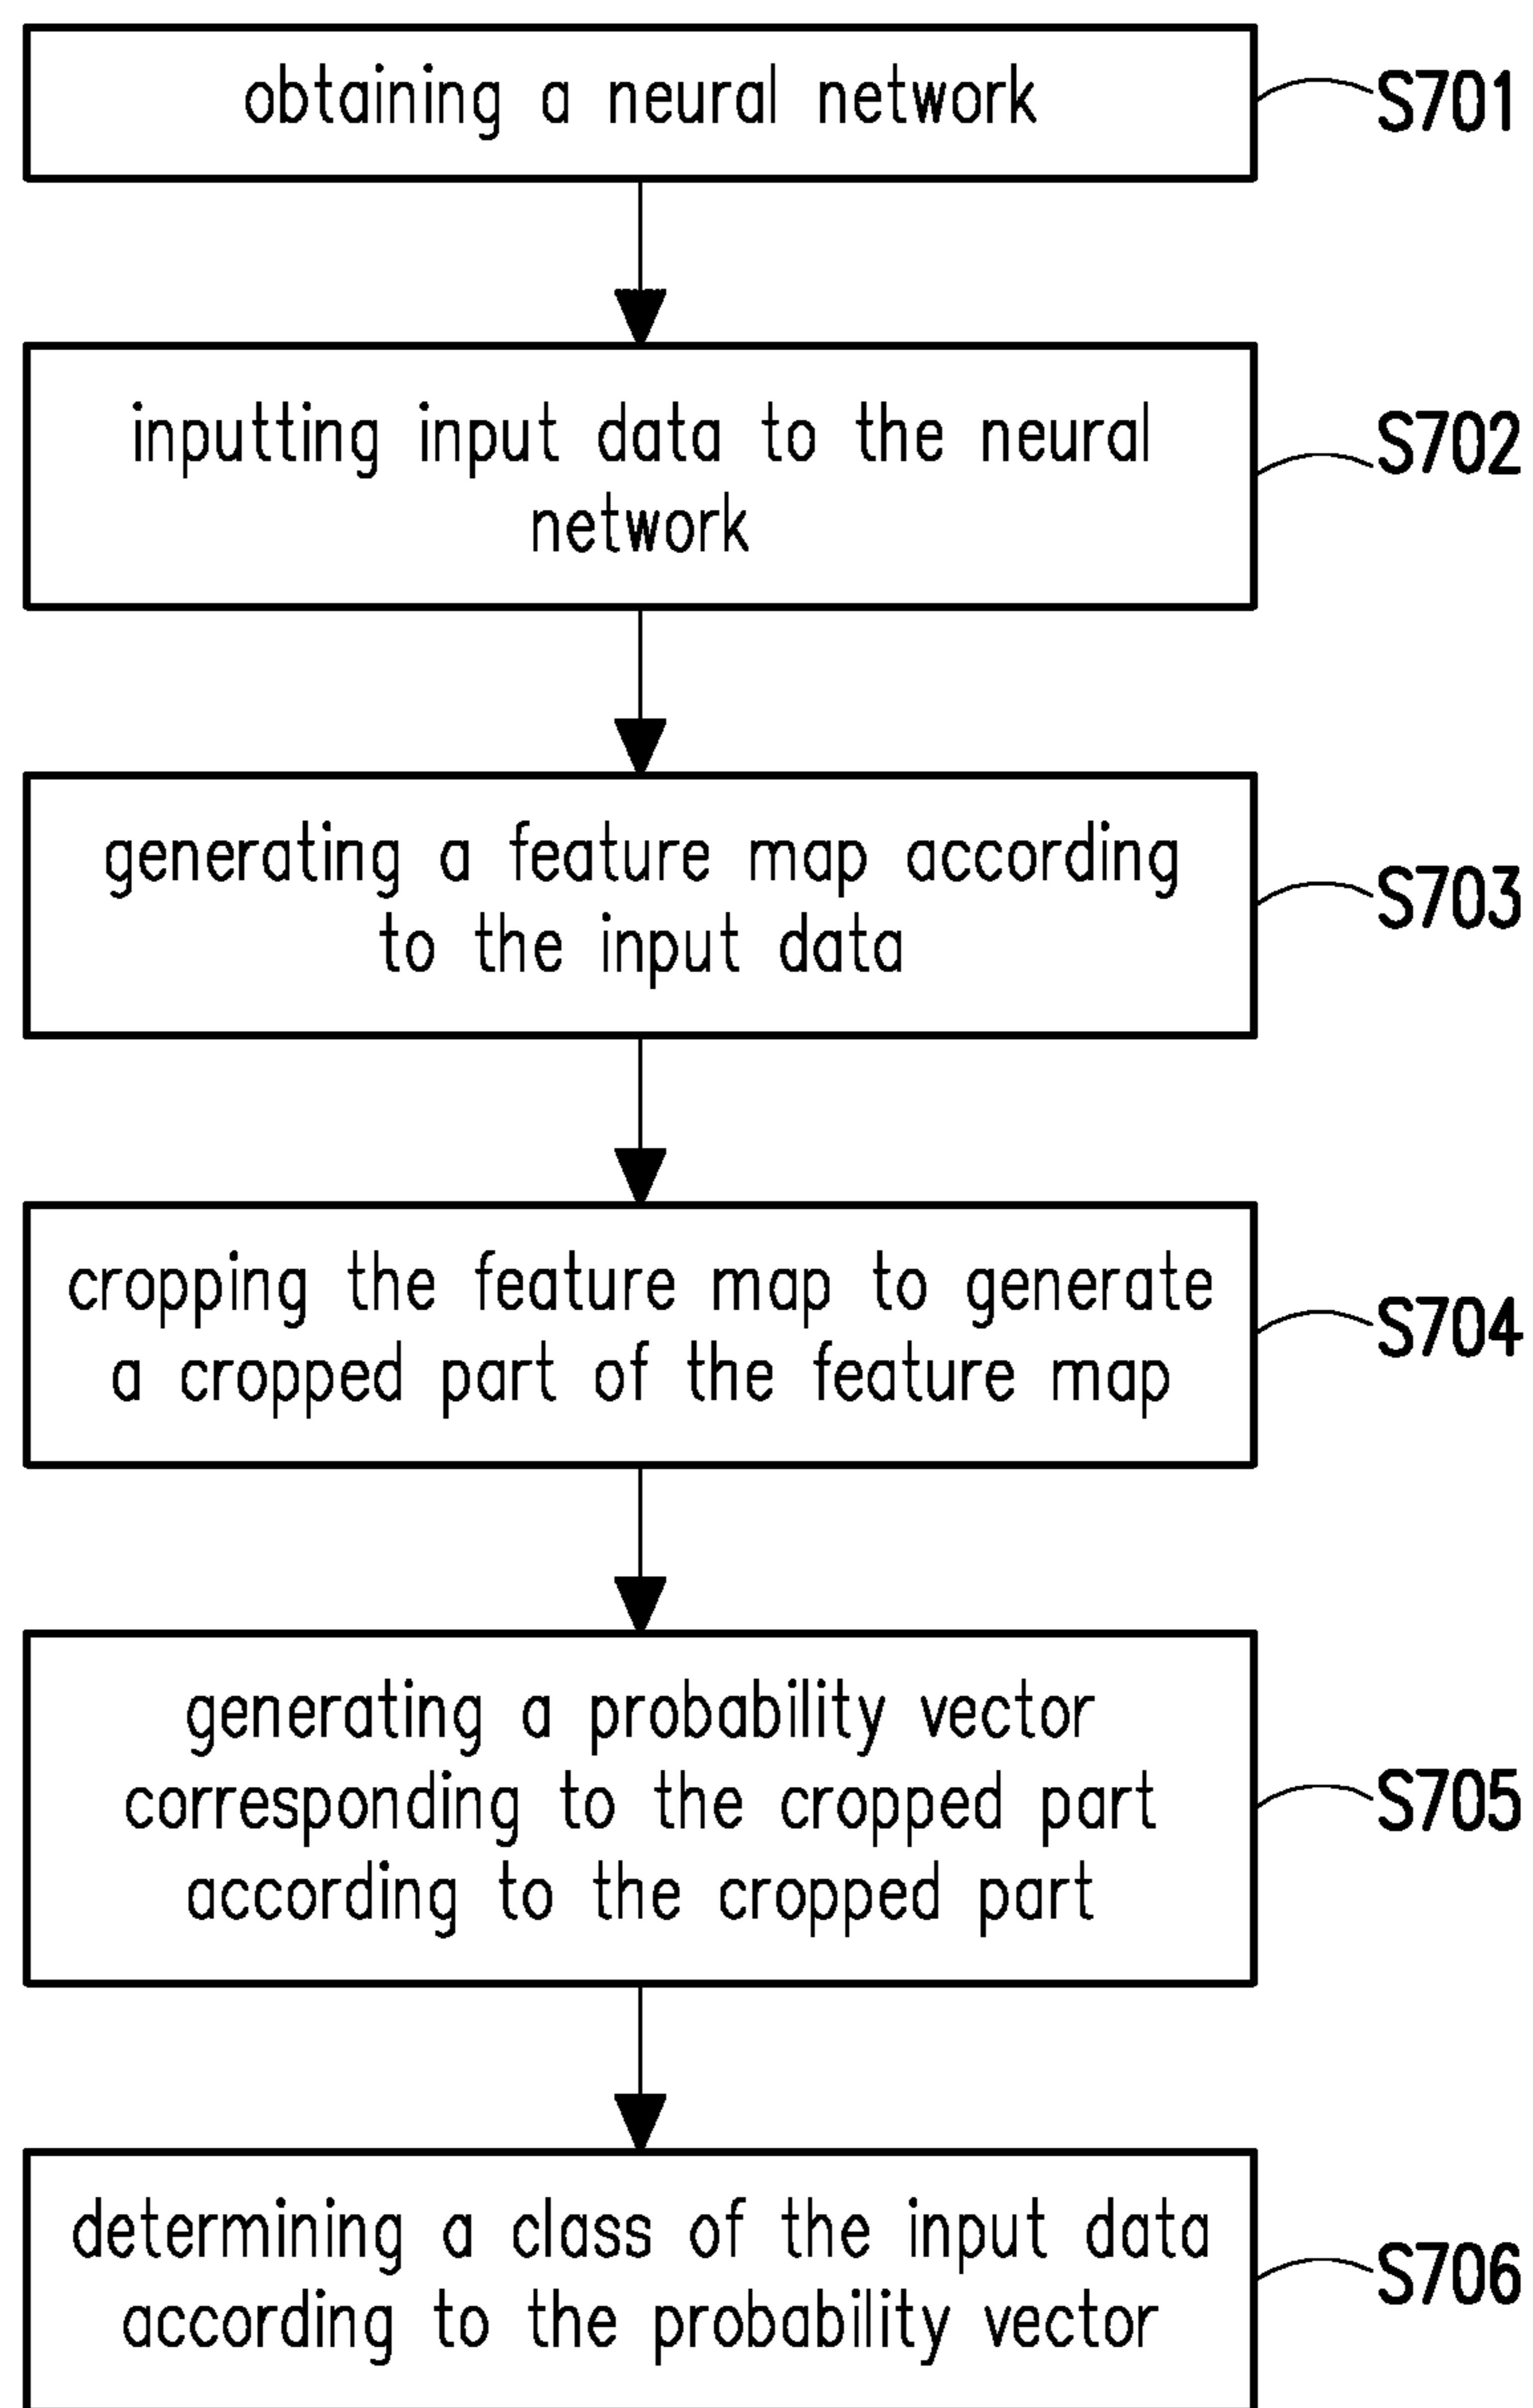 obtaining a neural network
S701
inputting input data to the neural
network
S702
generating a feature map according
to the input data
S703
cropping the feature map to generate
a cropped part of the feature map
S704
generating a probability vector
corresponding to the cropped part
according to the cropped part
S705
determining a class of the input data
according to the probability vector
S706